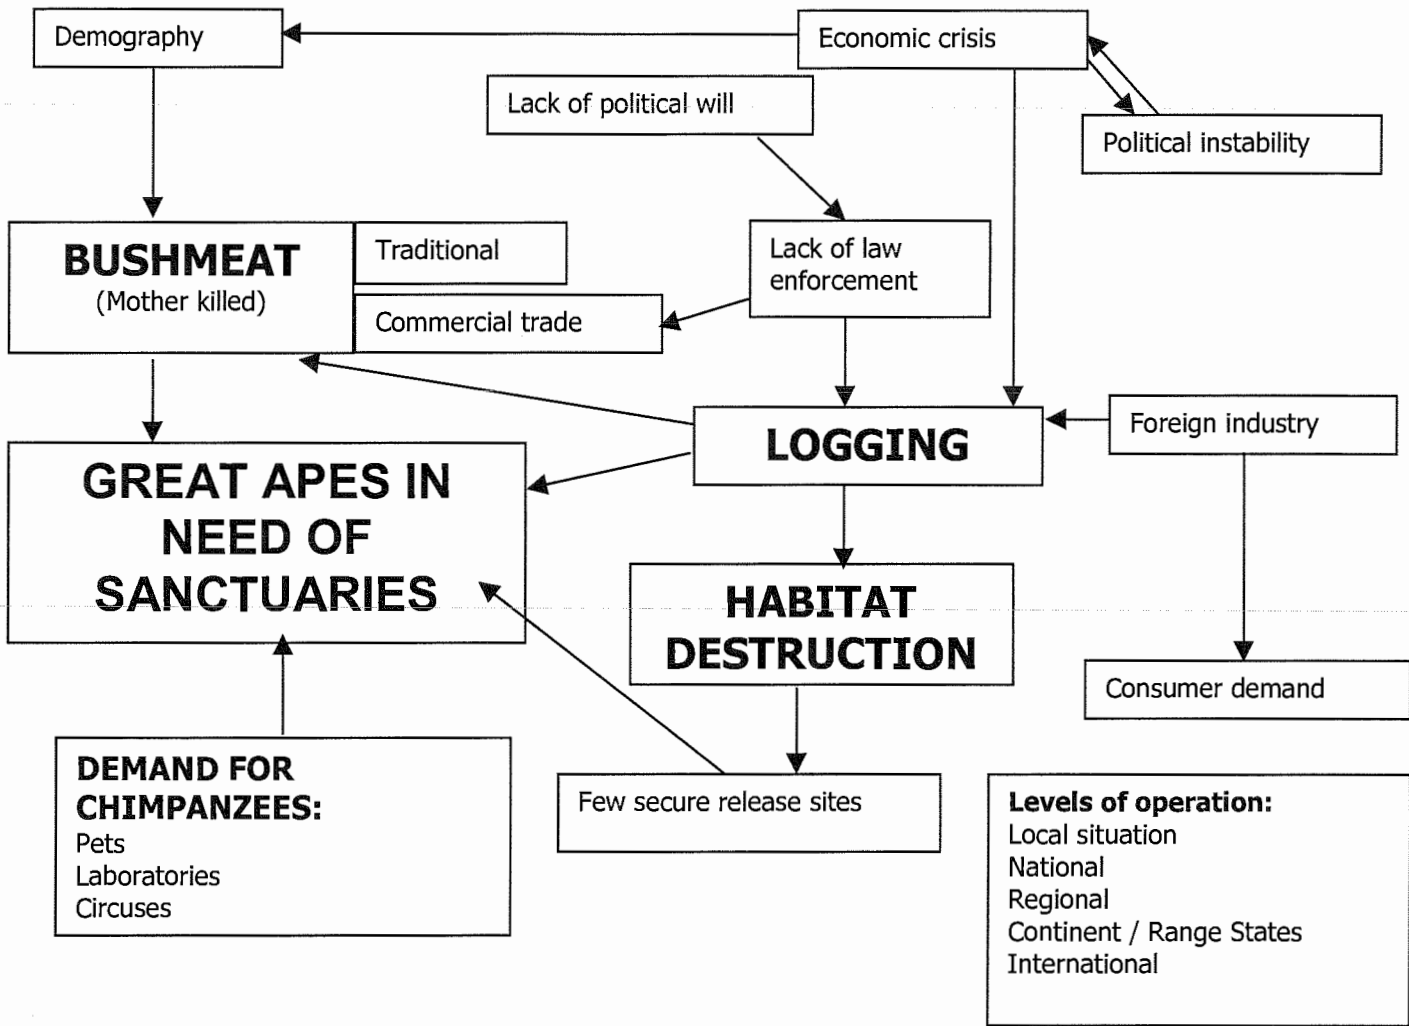 Demography
Economic crisis
Lack of political will
Political instability
BUSHMEAT
(Mother killed)
Traditional
Commercial trade
Lack of law
enforcement
LOGGING
Foreign industry
GREAT APES IN
NEED OF
SANCTUARIES
HABITAT
DESTRUCTION
Consumer demand
DEMAND FOR
CHIMPANZEES:
Pets
Laboratories
Circuses
Few secure release sites
Levels of operation:
Local situation
National
Regional
Continent / Range States
International